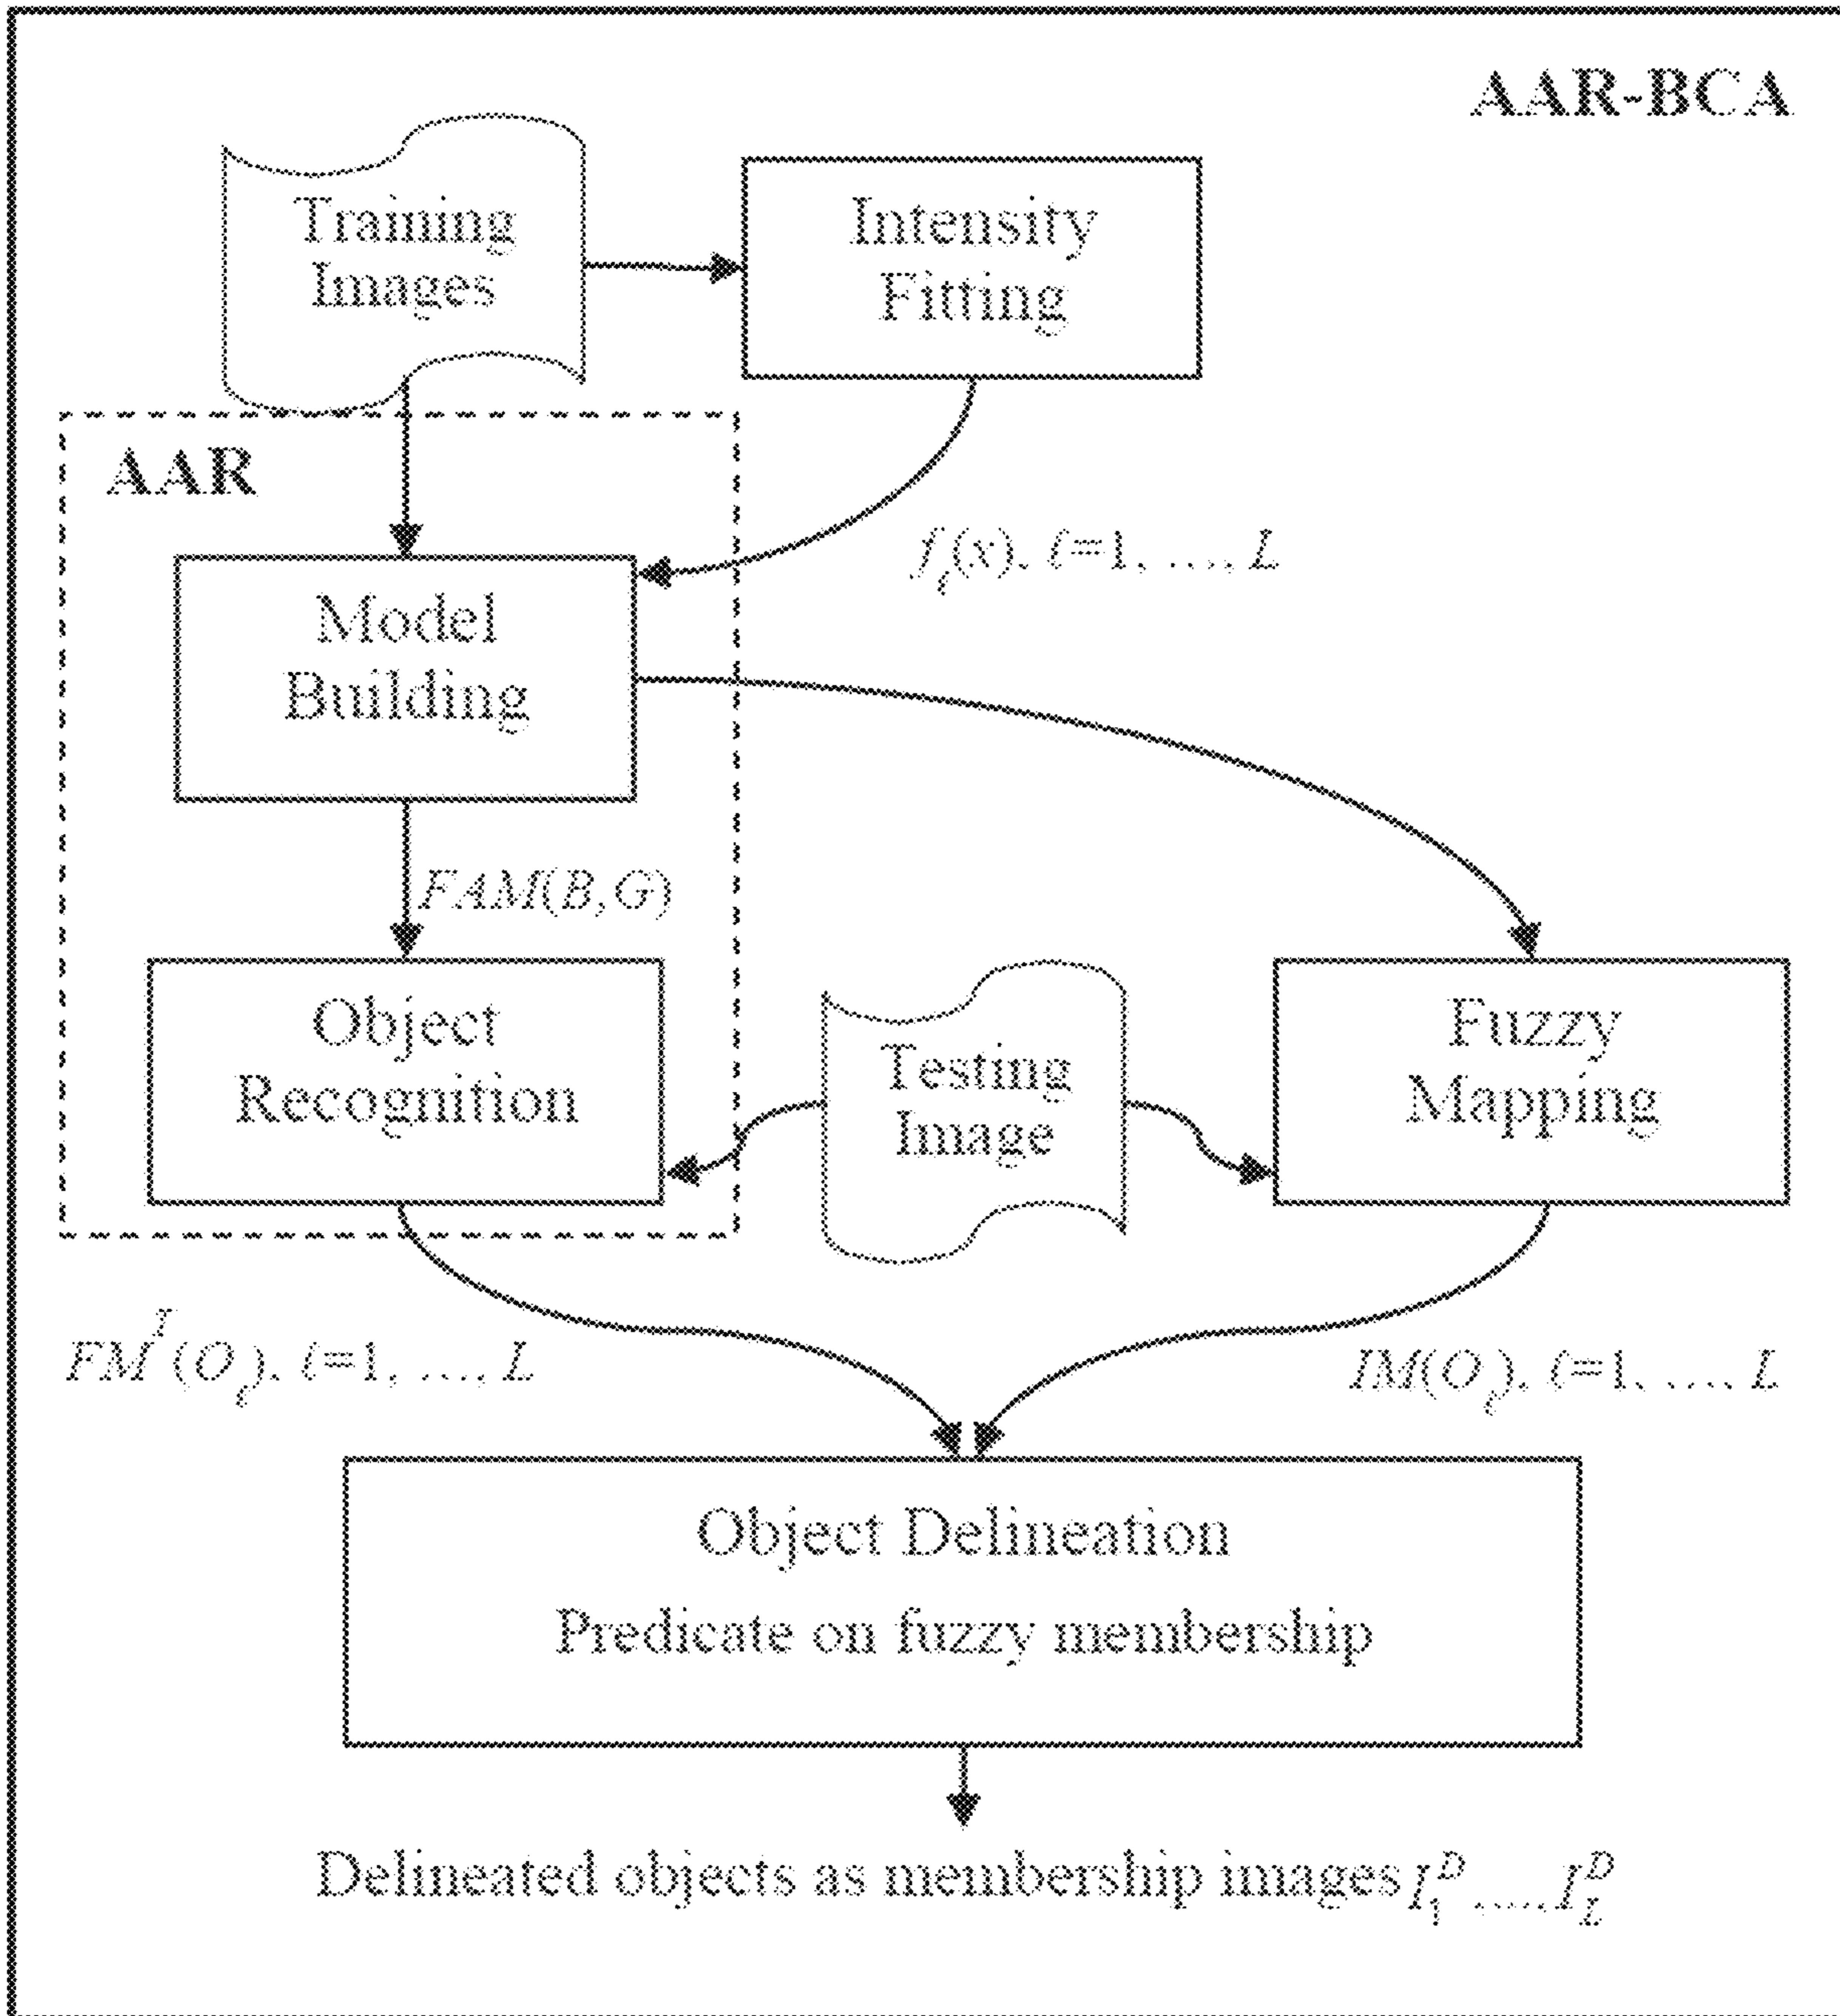 AAR-BCA
Training
Images
Intensity
Fitting
AAR
f_ℓ(x), ℓ=1, ..., L
Model
Building
FAM(B,G)
Object
Recognition
Testing
Image
Fuzzy
Mapping
FM^T(O_ℓ), ℓ=1, ..., L
IM(O_ℓ), ℓ=1, ..., L
Object Delineation
Predicate on fuzzy membership
Delineated objects as membership images I_1^D, ..., I_L^D